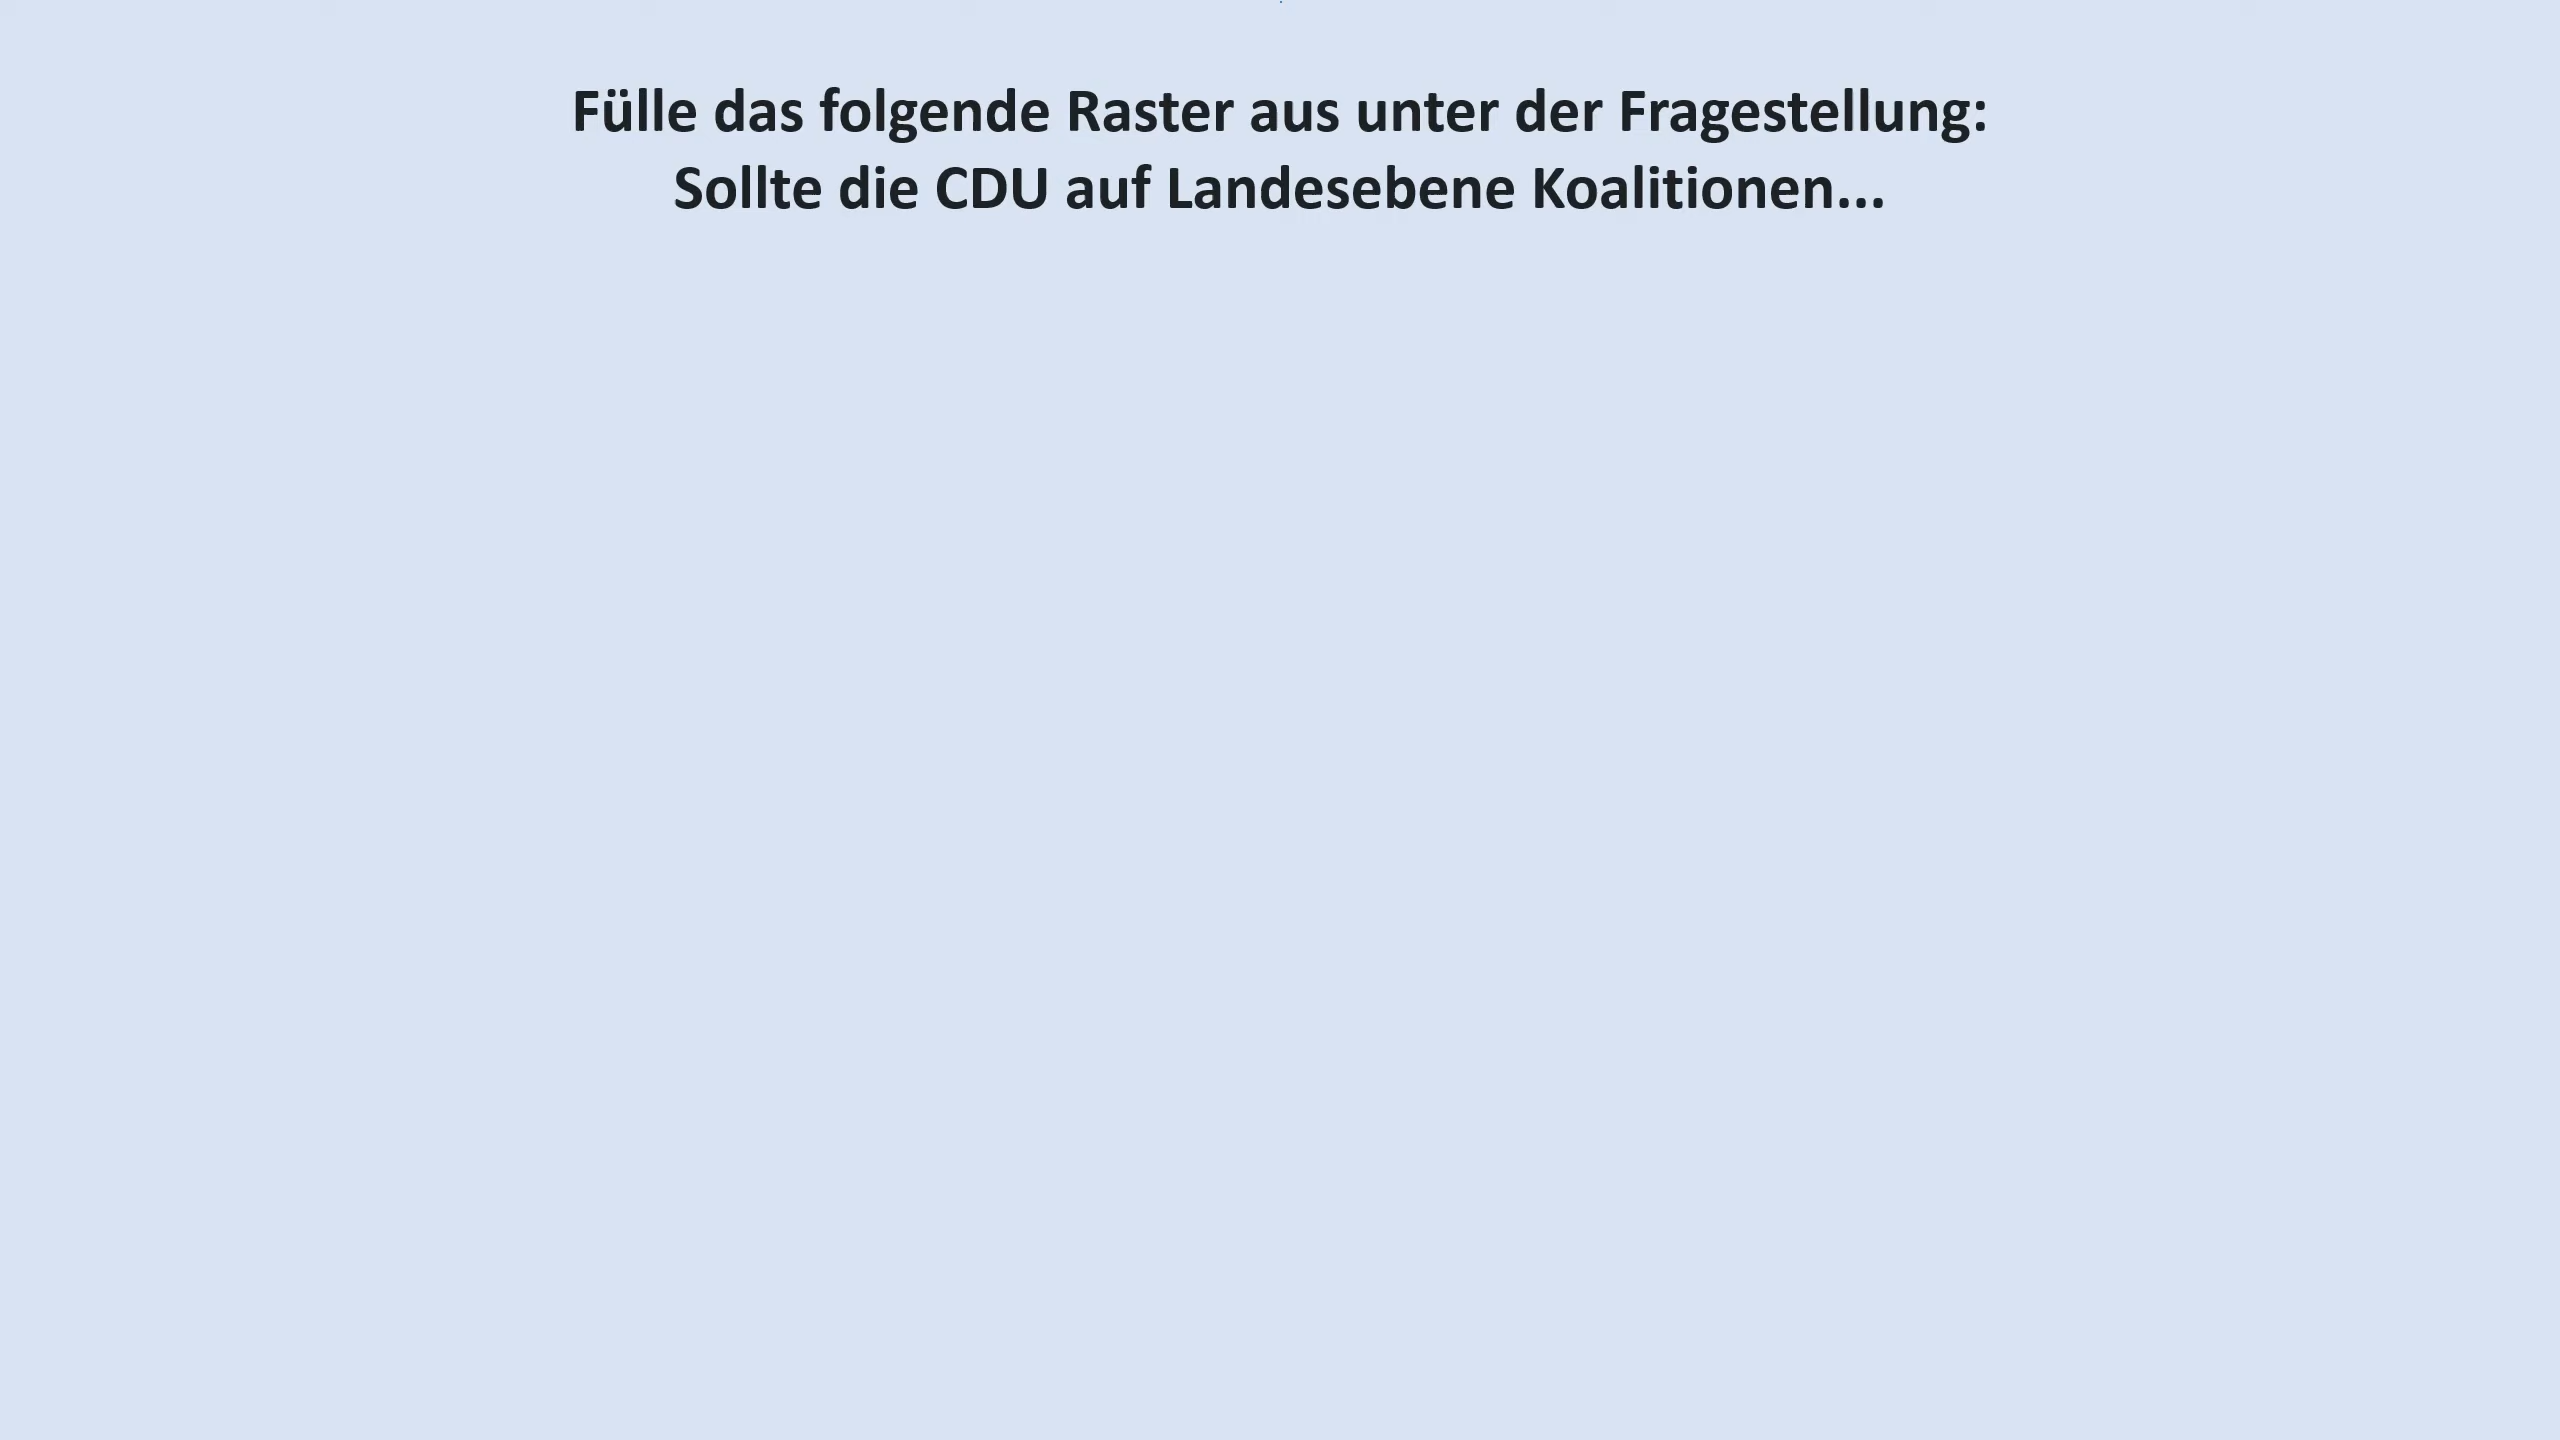 Fülle das folgende Raster aus unter der Fragestellung:
Sollte die CDU auf Landesebene Koalitionen...